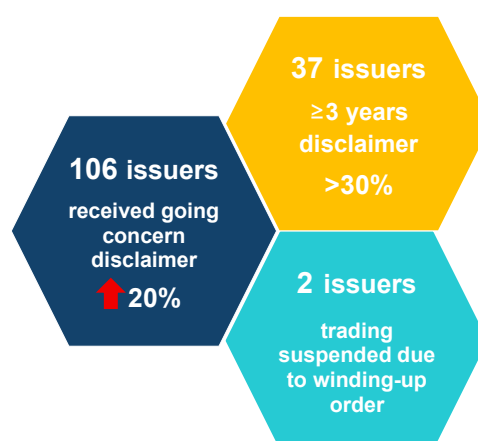 106 issuers
received going
concern
disclaimer
20%
37 issuers
≥3 years
disclaimer
>30%
2 issuers
trading
suspended due
to winding-up
order